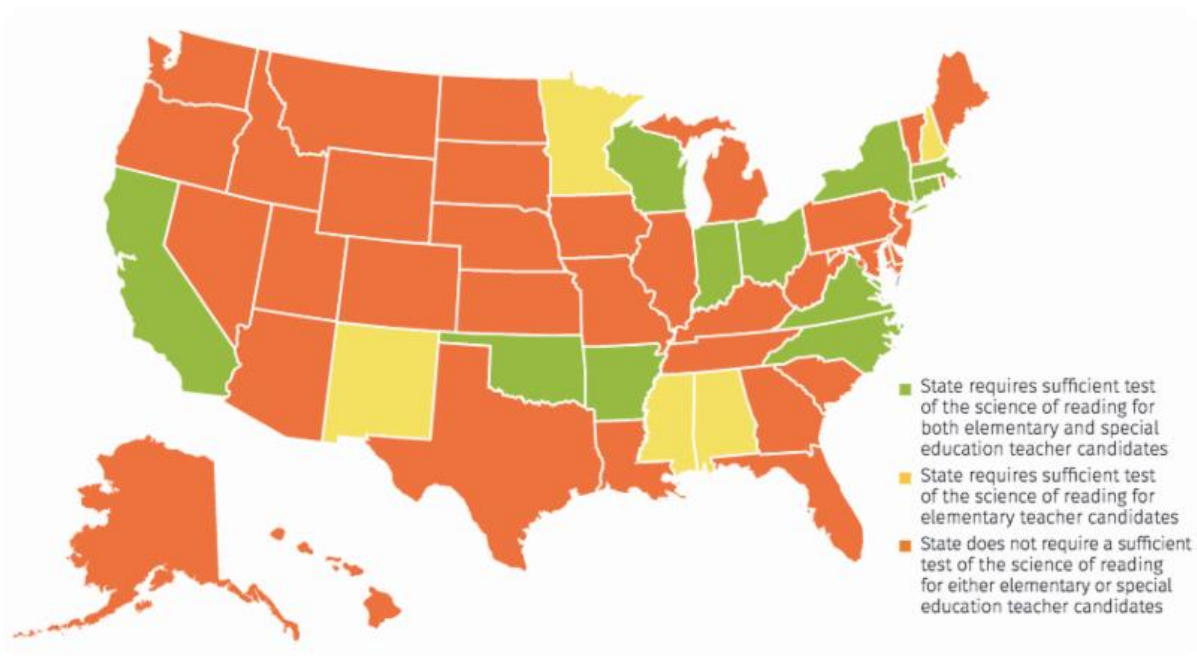 State requires sufficient test
of the science of reading for
both elementary and special
education teacher candidates
State requires sufficient test
of the science of reading for
elementary teacher candidates
State does not require a sufficient
test of the science of reading
for either elementary or special
education teacher candidates